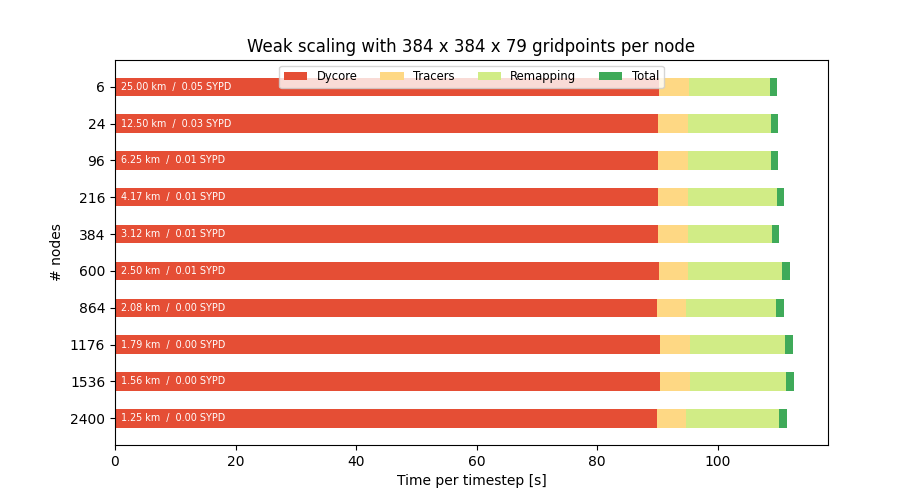 Weak scaling with 384 x 384 x 79 gridpoints per node
Dycore Tracers Remapping Total
6 25.00 km / 0.05 SYPD
24 12.50 km / 0.03 SYPD
96 6.25 km / 0.01 SYPD
216 4.17 km / 0.01 SYPD
384 3.12 km / 0.01 SYPD
600 2.50 km / 0.01 SYPD
864 2.08 km / 0.00 SYPD
1176 1.79 km / 0.00 SYPD
1536 1.56 km / 0.00 SYPD
2400 1.25 km / 0.00 SYPD
# nodes
0 20 40 60 80 100
Time per timestep [s]